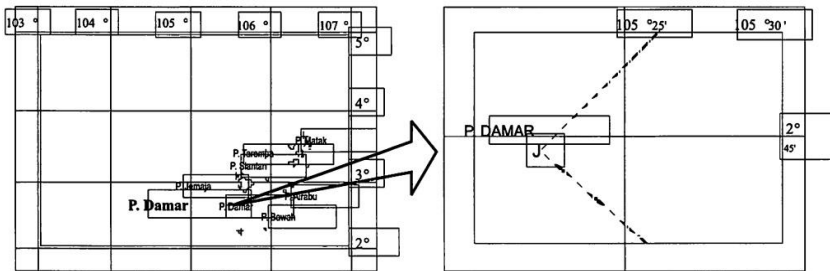 103 ° 104 ° 105 ° 106 ° 107 °
5°
4°
P. Matak
P. Terempa
P. Siantan
3°
P. Jemaja
P. Airabu
P. Damar
P. Damar
P. Bawah
2°
105 °25' 105 °30'
P. DAMAR
2°
45'
J